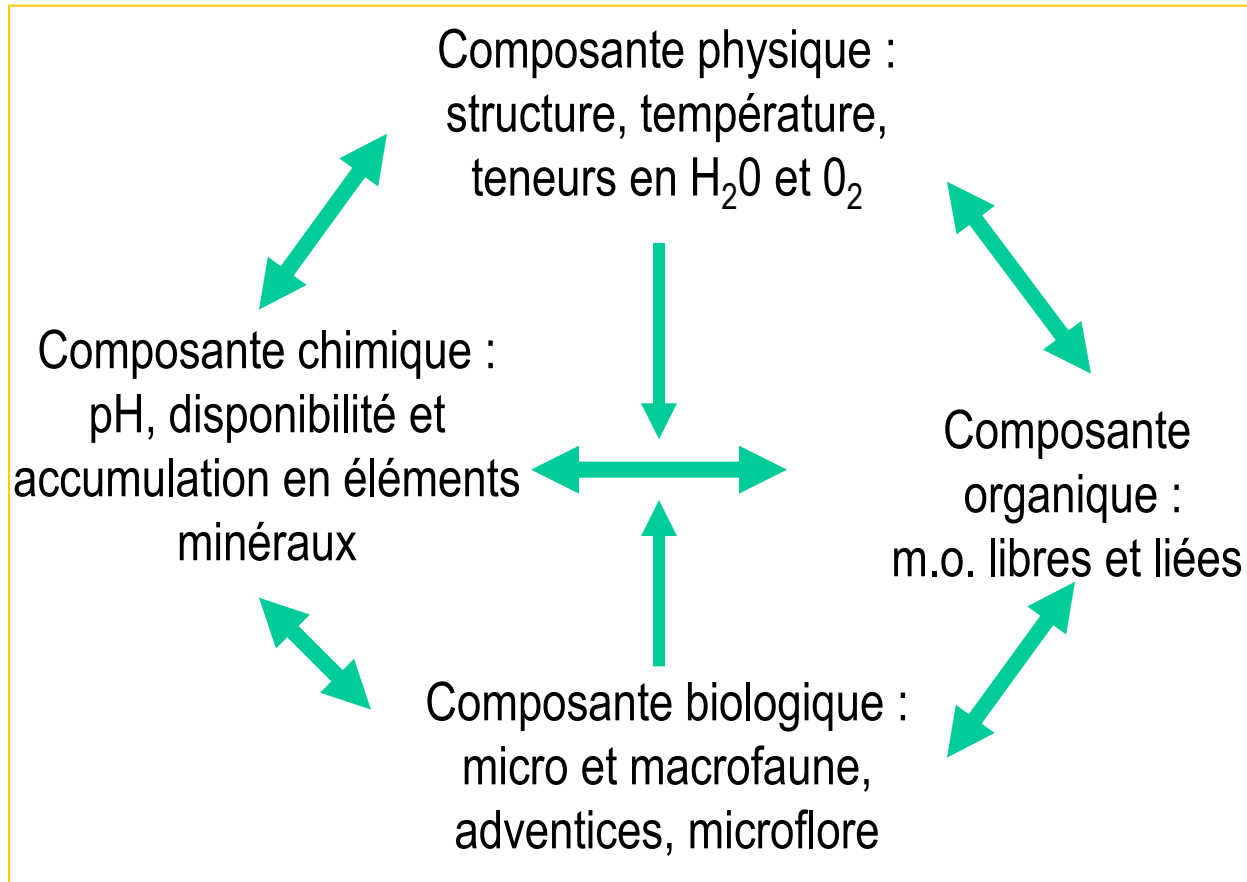 Composante physique :
structure, température,
teneurs en H₂0 et 0₂
Composante chimique :
pH, disponibilité et
accumulation en éléments
minéraux
Composante
organique :
m.o. libres et liées
Composante biologique :
micro et macrofaune,
adventices, microflore